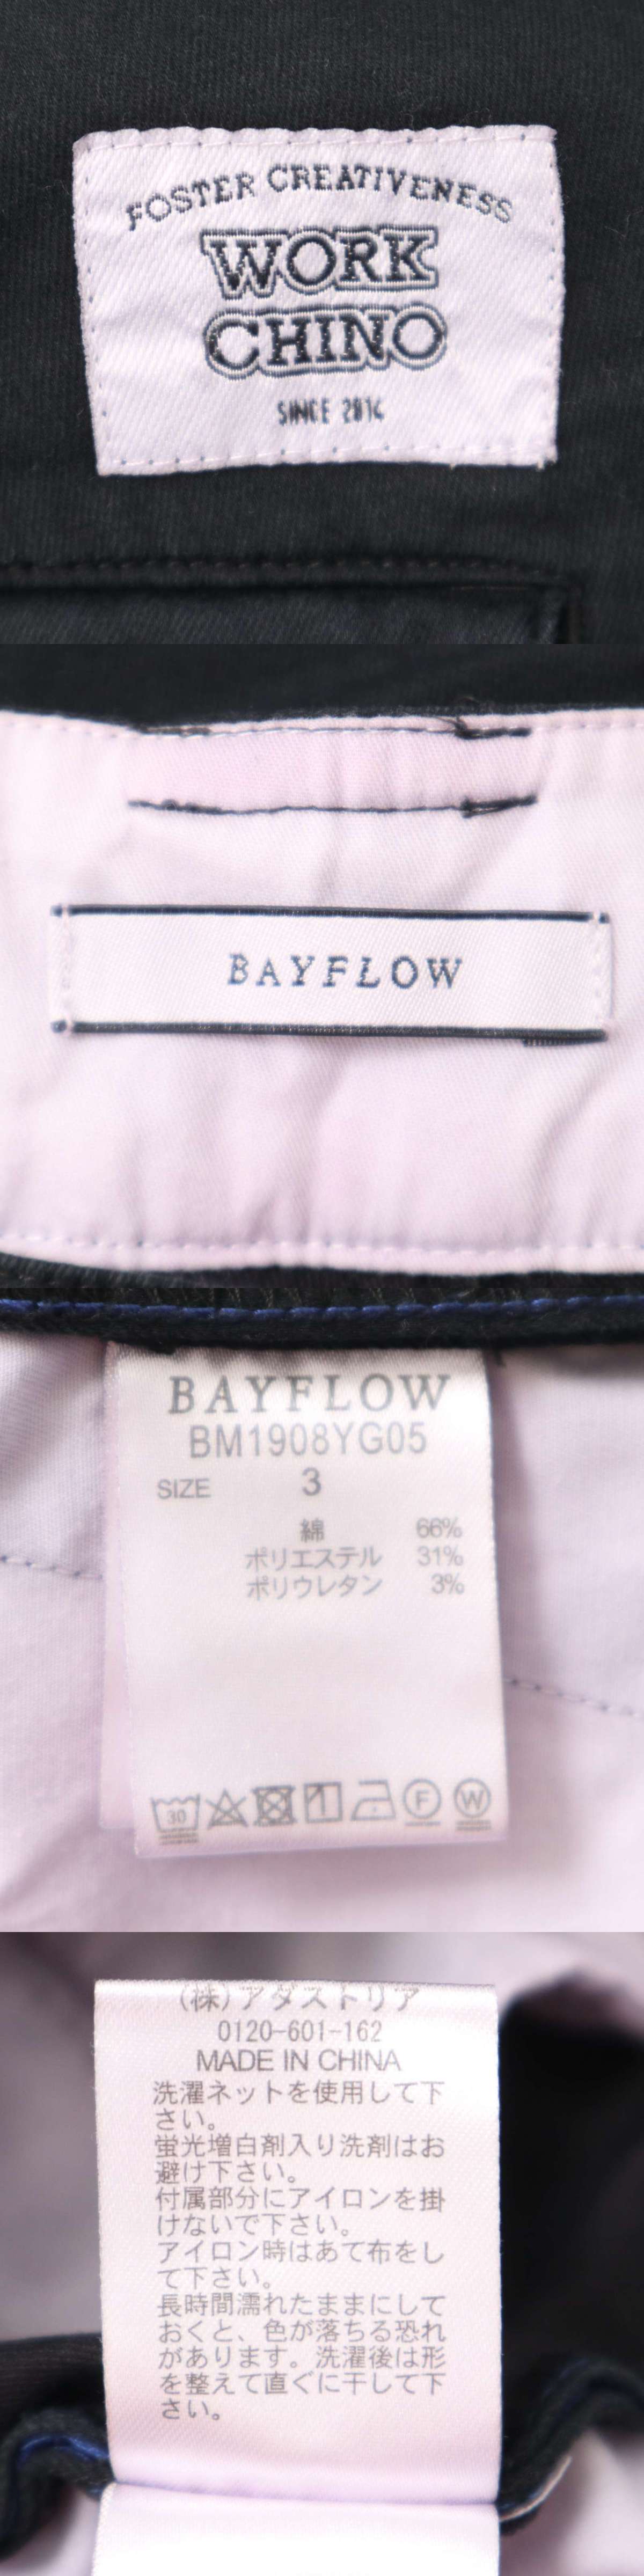 FOSTER CREATIVENESS
WORK
CHINO
SINCE 2014
BAYFLOW
BAYFLOW
BM1908YG05
SIZE 3
綿 66%
ポリエステル 31%
ポリウレタン 3%
30
F W
(株)アダストリア
0120-601-162
MADE IN CHINA
洗濯ネットを使用して下
さい。
蛍光増白剤入り洗剤はお
避け下さい。
付属部分にアイロンを掛
けないで下さい。
アイロン時はあて布をし
て下さい。
長時間濡れたままにして
おくと、色が落ちる恐れ
があります。洗濯後は形
を整えて直ぐに干して下
さい。